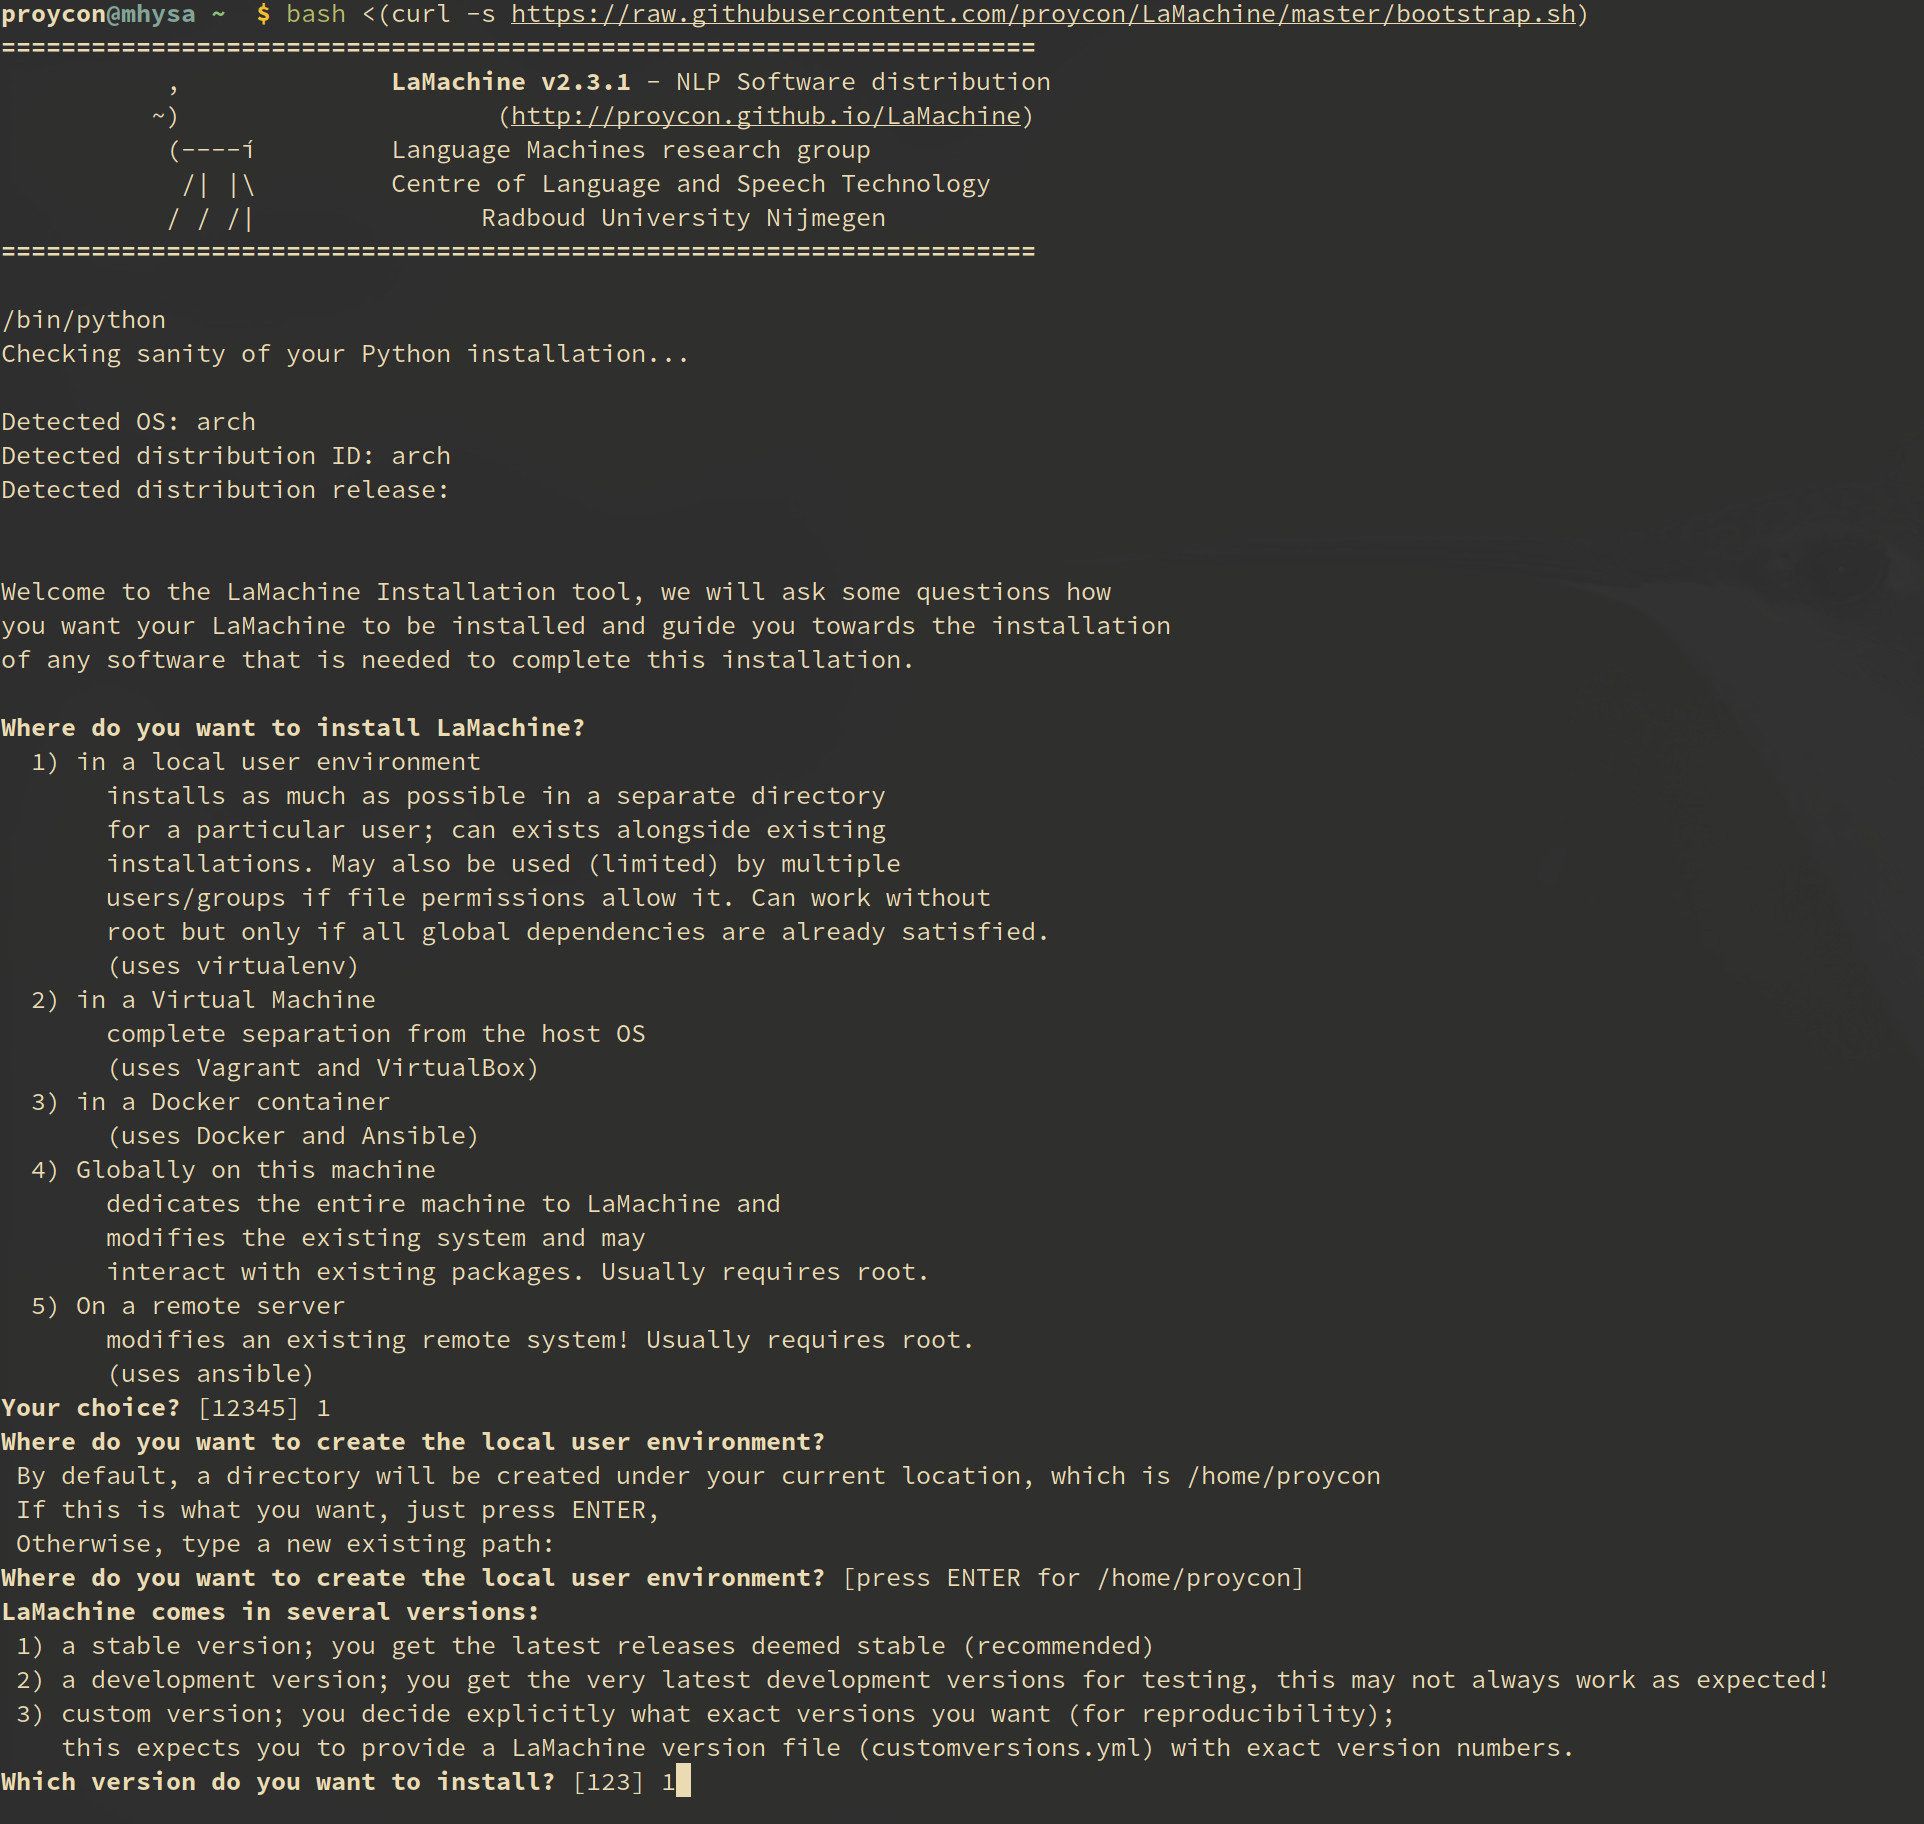 proycon@mhysa ~  $ bash <(curl -s https://raw.githubusercontent.com/proycon/LaMachine/master/bootstrap.sh)
=====================================================================
           ,              LaMachine v2.3.1 - NLP Software distribution
          ~)                     (http://proycon.github.io/LaMachine)
           (----í         Language Machines research group
            /| |\         Centre of Language and Speech Technology
           / / /|               Radboud University Nijmegen
=====================================================================

/bin/python
Checking sanity of your Python installation...

Detected OS: arch
Detected distribution ID: arch
Detected distribution release:


Welcome to the LaMachine Installation tool, we will ask some questions how
you want your LaMachine to be installed and guide you towards the installation
of any software that is needed to complete this installation.

Where do you want to install LaMachine?
  1) in a local user environment
       installs as much as possible in a separate directory
       for a particular user; can exists alongside existing
       installations. May also be used (limited) by multiple
       users/groups if file permissions allow it. Can work without
       root but only if all global dependencies are already satisfied.
       (uses virtualenv)
  2) in a Virtual Machine
       complete separation from the host OS
       (uses Vagrant and VirtualBox)
  3) in a Docker container
       (uses Docker and Ansible)
  4) Globally on this machine
       dedicates the entire machine to LaMachine and
       modifies the existing system and may
       interact with existing packages. Usually requires root.
  5) On a remote server
       modifies an existing remote system! Usually requires root.
       (uses ansible)
Your choice? [12345] 1
Where do you want to create the local user environment?
 By default, a directory will be created under your current location, which is /home/proycon
 If this is what you want, just press ENTER,
 Otherwise, type a new existing path:
Where do you want to create the local user environment? [press ENTER for /home/proycon]
LaMachine comes in several versions:
 1) a stable version; you get the latest releases deemed stable (recommended)
 2) a development version; you get the very latest development versions for testing, this may not always work as expected!
 3) custom version; you decide explicitly what exact versions you want (for reproducibility);
    this expects you to provide a LaMachine version file (customversions.yml) with exact version numbers.
Which version do you want to install? [123] 1